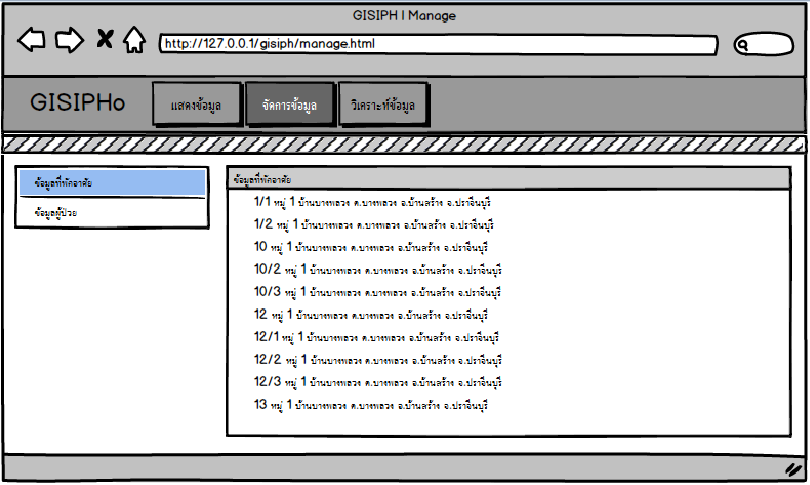 GISIPH | Manage
http://127.0.0.1/gisiph/manage.html
GISIPHo
แสดงข้อมูล
จัดการข้อมูล
วิเคราะห์ข้อมูล
ข้อมูลที่พักอาศัย
ข้อมูลผู้ป่วย
ข้อมูลที่พักอาศัย
1/1 หมู่ 1 บ้านบางพลวง ต.บางพลวง อ.บ้านสร้าง จ.ปราจีนบุรี
1/2 หมู่ 1 บ้านบางพลวง ต.บางพลวง อ.บ้านสร้าง จ.ปราจีนบุรี
10 หมู่ 1 บ้านบางพลวง ต.บางพลวง อ.บ้านสร้าง จ.ปราจีนบุรี
10/2 หมู่ 1 บ้านบางพลวง ต.บางพลวง อ.บ้านสร้าง จ.ปราจีนบุรี
10/3 หมู่ 1 บ้านบางพลวง ต.บางพลวง อ.บ้านสร้าง จ.ปราจีนบุรี
12 หมู่ 1 บ้านบางพลวง ต.บางพลวง อ.บ้านสร้าง จ.ปราจีนบุรี
12/1 หมู่ 1 บ้านบางพลวง ต.บางพลวง อ.บ้านสร้าง จ.ปราจีนบุรี
12/2 หมู่ 1 บ้านบางพลวง ต.บางพลวง อ.บ้านสร้าง จ.ปราจีนบุรี
12/3 หมู่ 1 บ้านบางพลวง ต.บางพลวง อ.บ้านสร้าง จ.ปราจีนบุรี
13 หมู่ 1 บ้านบางพลวง ต.บางพลวง อ.บ้านสร้าง จ.ปราจีนบุรี